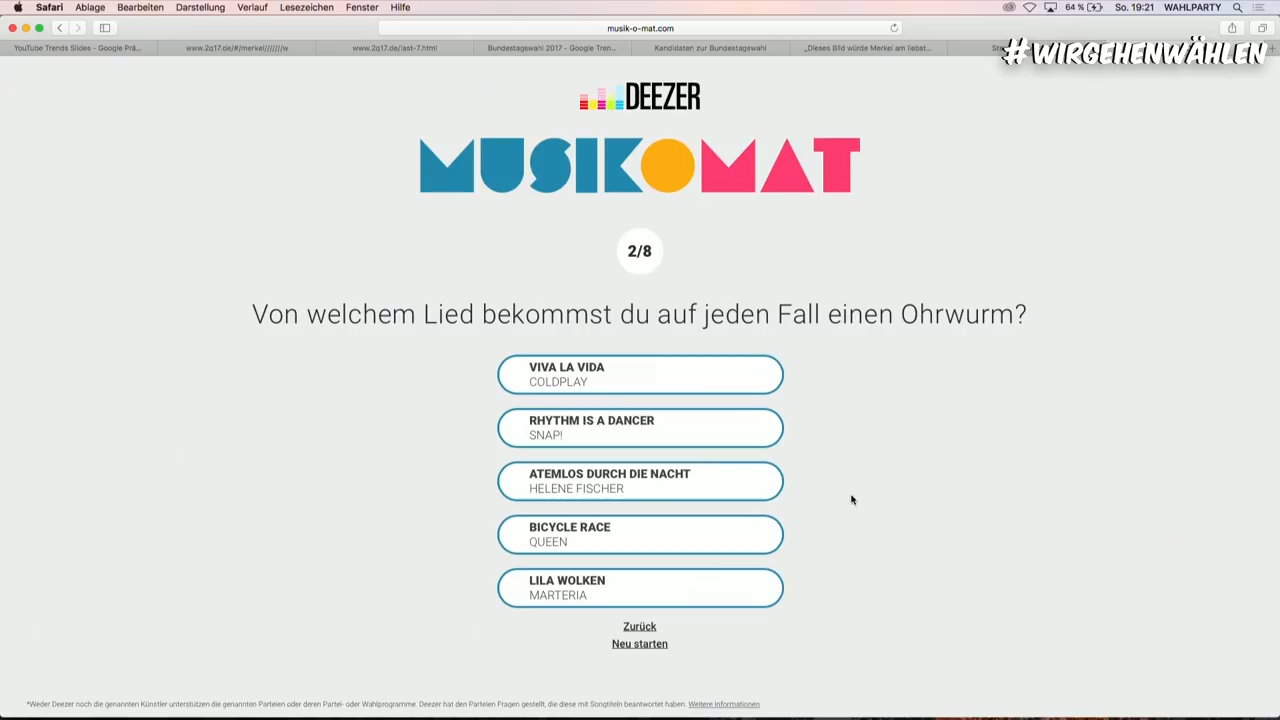 Safari Ablage Bearbeiten Darstellung Verlauf Lesezeichen Fenster Hilfe 64 % So. 19:21 WAHLPARTY
musik-o-mat.com
YouTube Trends Slides - Google Prä... www.2q17.de/#/merkel///////w www.2q17.de/last-7.html Bundestagswahl 2017 - Google Tren... Kandidaten zur Bundestagswahl „Dieses Bild würde Merkel am liebst...
#WIRGEHENWÄHLEN
DEEZER
MUSIKOMAT
2/8
Von welchem Lied bekommst du auf jeden Fall einen Ohrwurm?
VIVA LA VIDA
COLDPLAY
RHYTHM IS A DANCER
SNAP!
ATEMLOS DURCH DIE NACHT
HELENE FISCHER
BICYCLE RACE
QUEEN
LILA WOLKEN
MARTERIA
Zurück
Neu starten
*Weder Deezer noch die genannten Künstler unterstützen die genannten Parteien oder deren Partei- oder Wahlprogramme. Deezer hat den Parteien Fragen gestellt, die diese mit Songtiteln beantwortet haben. Weitere Informationen